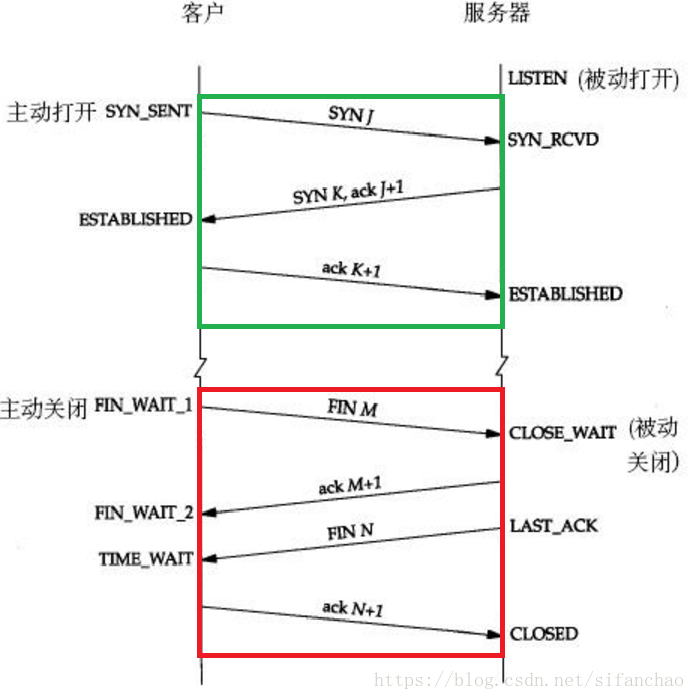 客户 服务器
LISTEN (被动打开)
主动打开 SYN_SENT
SYN J
SYN_RCVD
SYN K, ack J+1
ESTABLISHED
ack K+1
ESTABLISHED
主动关闭 FIN_WAIT_1
FIN M
CLOSE_WAIT (被动
关闭)
ack M+1
FIN_WAIT_2
FIN N
LAST_ACK
TIME_WAIT
ack N+1
CLOSED
https://blog.csdn.net/sifanchao